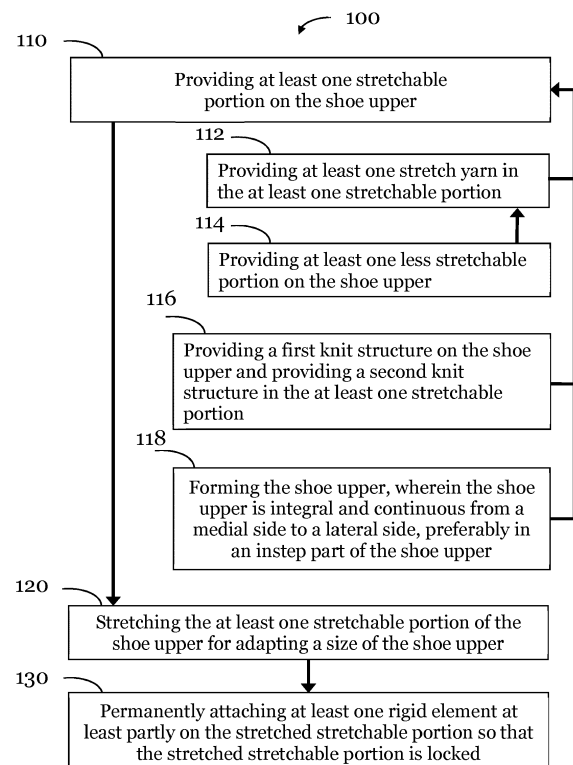 100
110
Providing at least one stretchable
portion on the shoe upper
112
Providing at least one stretch yarn in
the at least one stretchable portion
114
Providing at least one less stretchable
portion on the shoe upper
116
Providing a first knit structure on the shoe
upper and providing a second knit
structure in the at least one stretchable
portion
118
Forming the shoe upper, wherein the shoe
upper is integral and continuous from a
medial side to a lateral side, preferably in
an instep part of the shoe upper
120
Stretching the at least one stretchable portion of the
shoe upper for adapting a size of the shoe upper
130
Permanently attaching at least one rigid element at
least partly on the stretched stretchable portion so that
the stretched stretchable portion is locked